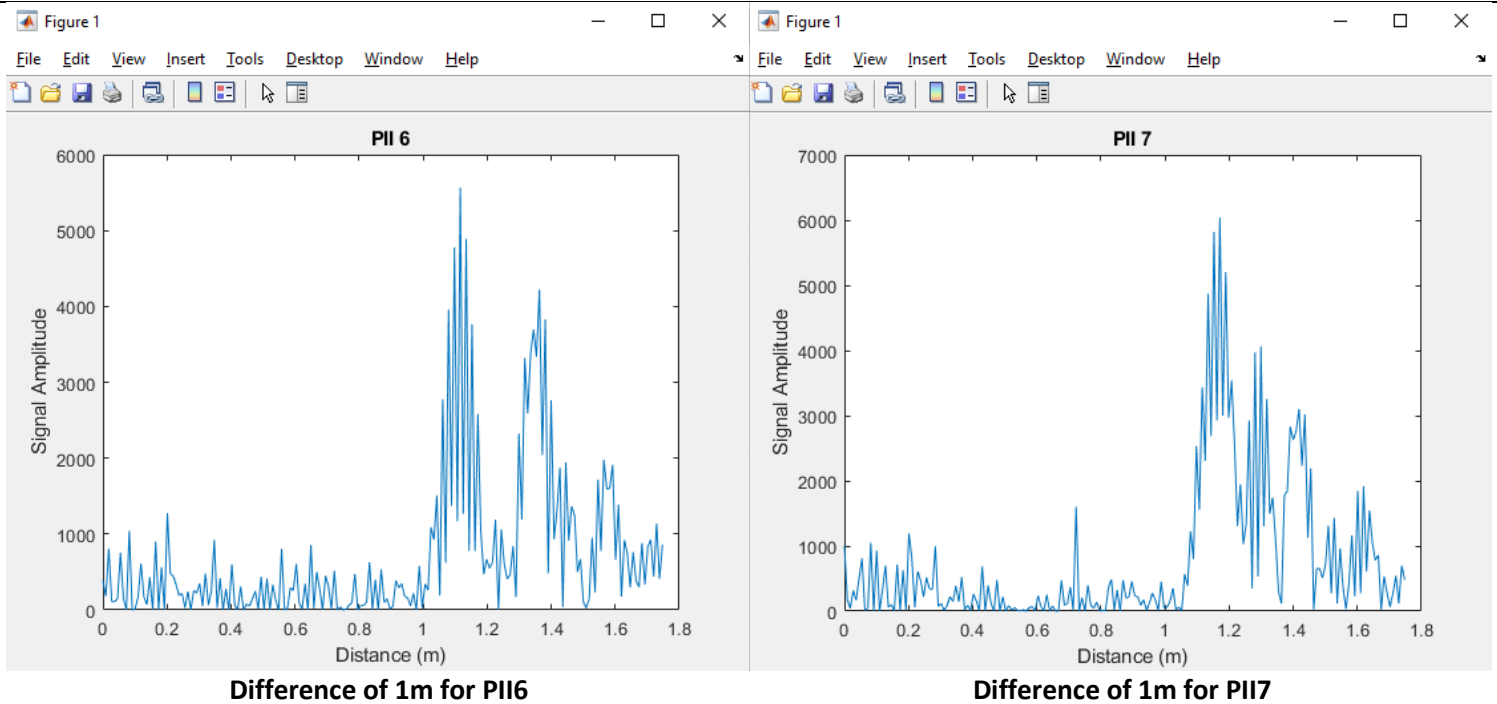 Figure 1
File Edit View Insert Tools Desktop Window Help
PII 6
6000
5000
4000
3000
2000
1000
0
Signal Amplitude
0 0.2 0.4 0.6 0.8 1 1.2 1.4 1.6 1.8
Distance (m)
Difference of 1m for PII6
Figure 1
File Edit View Insert Tools Desktop Window Help
PII 7
7000
6000
5000
4000
3000
2000
1000
0
Signal Amplitude
0 0.2 0.4 0.6 0.8 1 1.2 1.4 1.6 1.8
Distance (m)
Difference of 1m for PII7